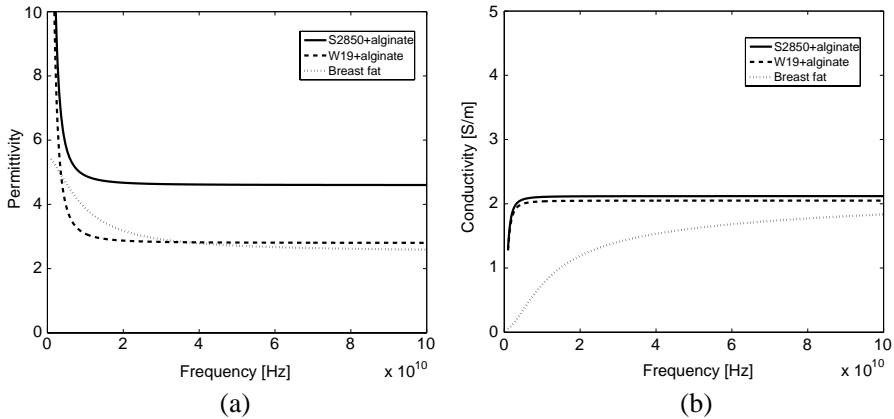 10
8
6
4
2
0
Permittivity
S2850+alginate
W19+alginate
Breast fat
0 2 4 6 8 10
Frequency [Hz]
x 10^10
(a)
5
4
3
2
1
0
Conductivity [S/m]
S2850+alginate
W19+alginate
Breast fat
0 2 4 6 8 10
Frequency [Hz]
x 10^10
(b)